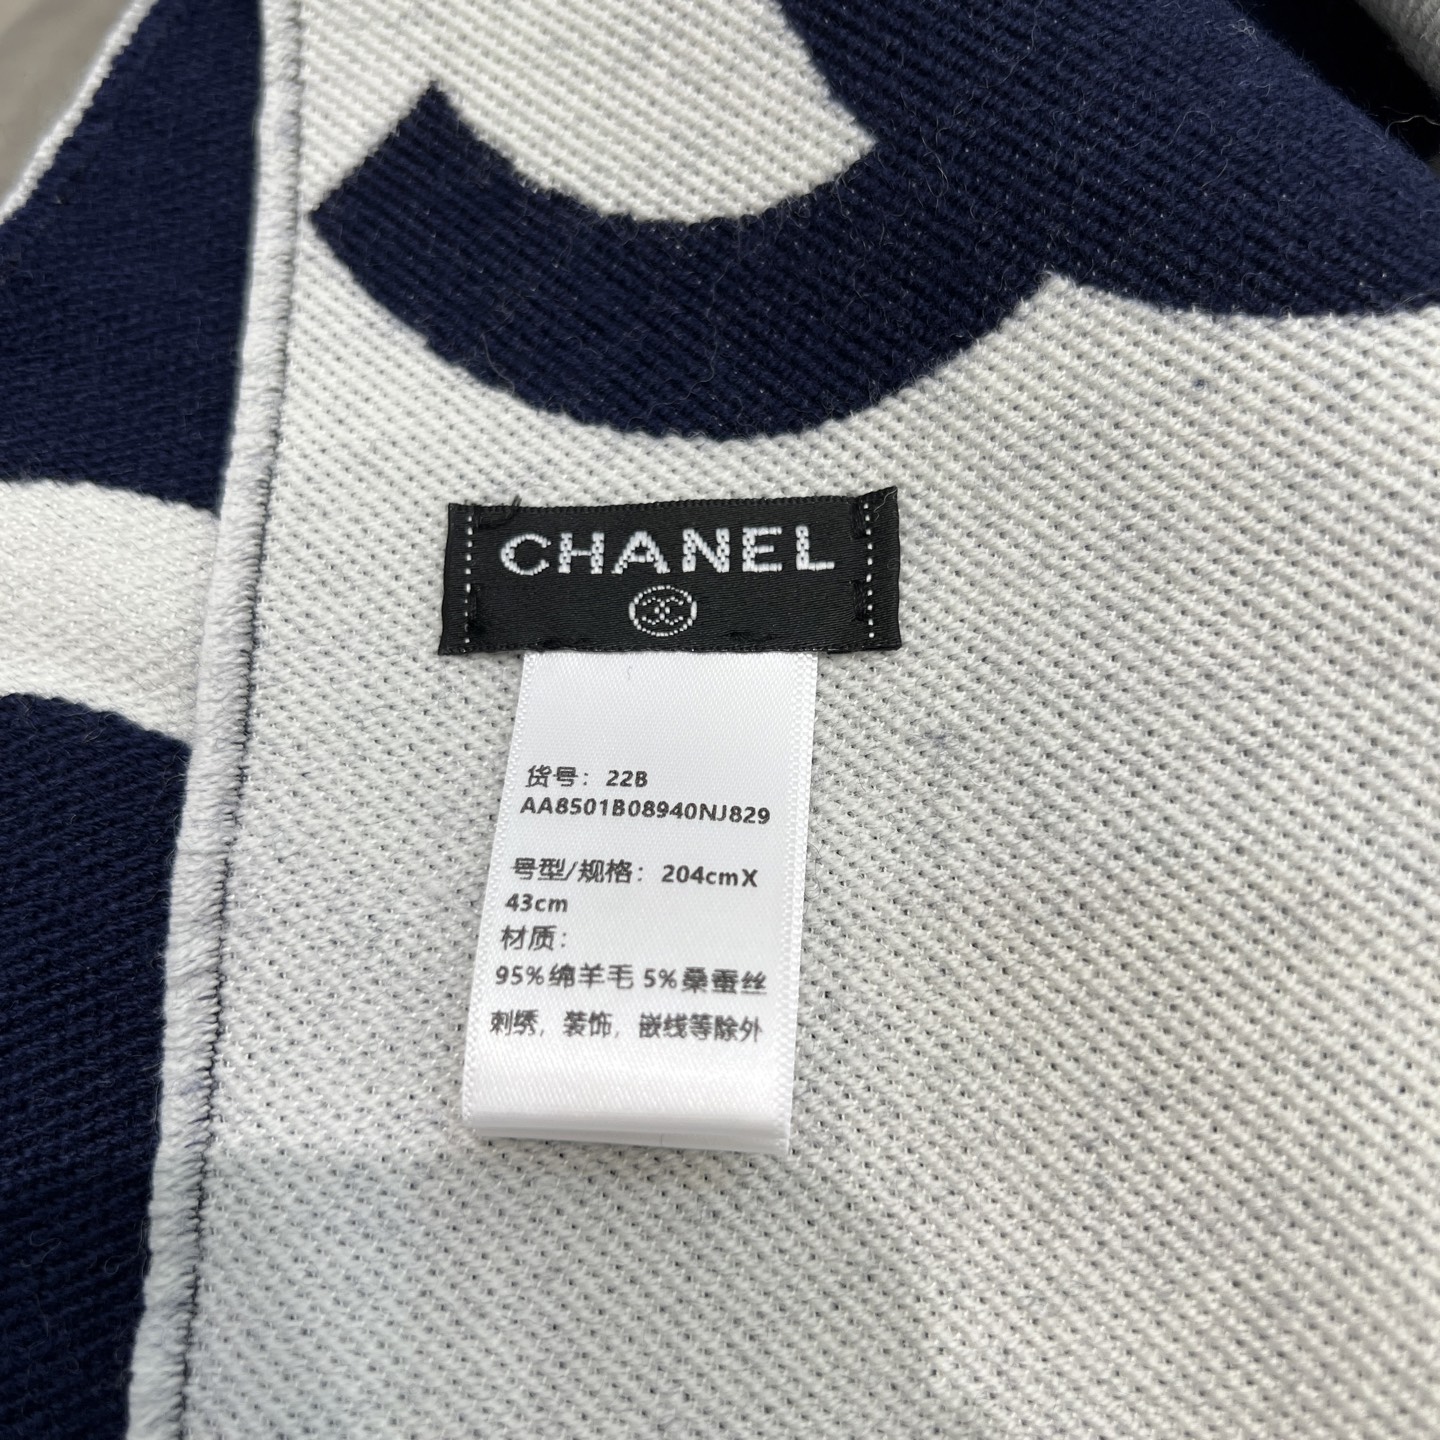 CHANEL
货号：22B
AA8501B08940NJ829
号型/规格：204cmX
43cm
材质：
95%绵羊毛 5%桑蚕丝
刺绣，装饰，嵌线等除外